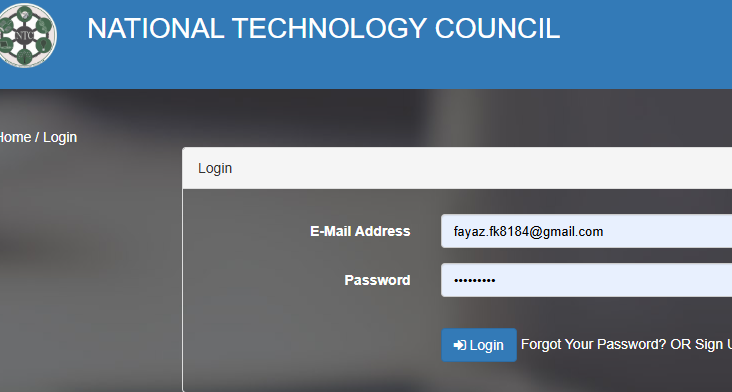 NTC
NATIONAL TECHNOLOGY COUNCIL
Home / Login
Login
E-Mail Address
fayaz.fk8184@gmail.com
Password
•••••••••
Login
Forgot Your Password? OR Sign